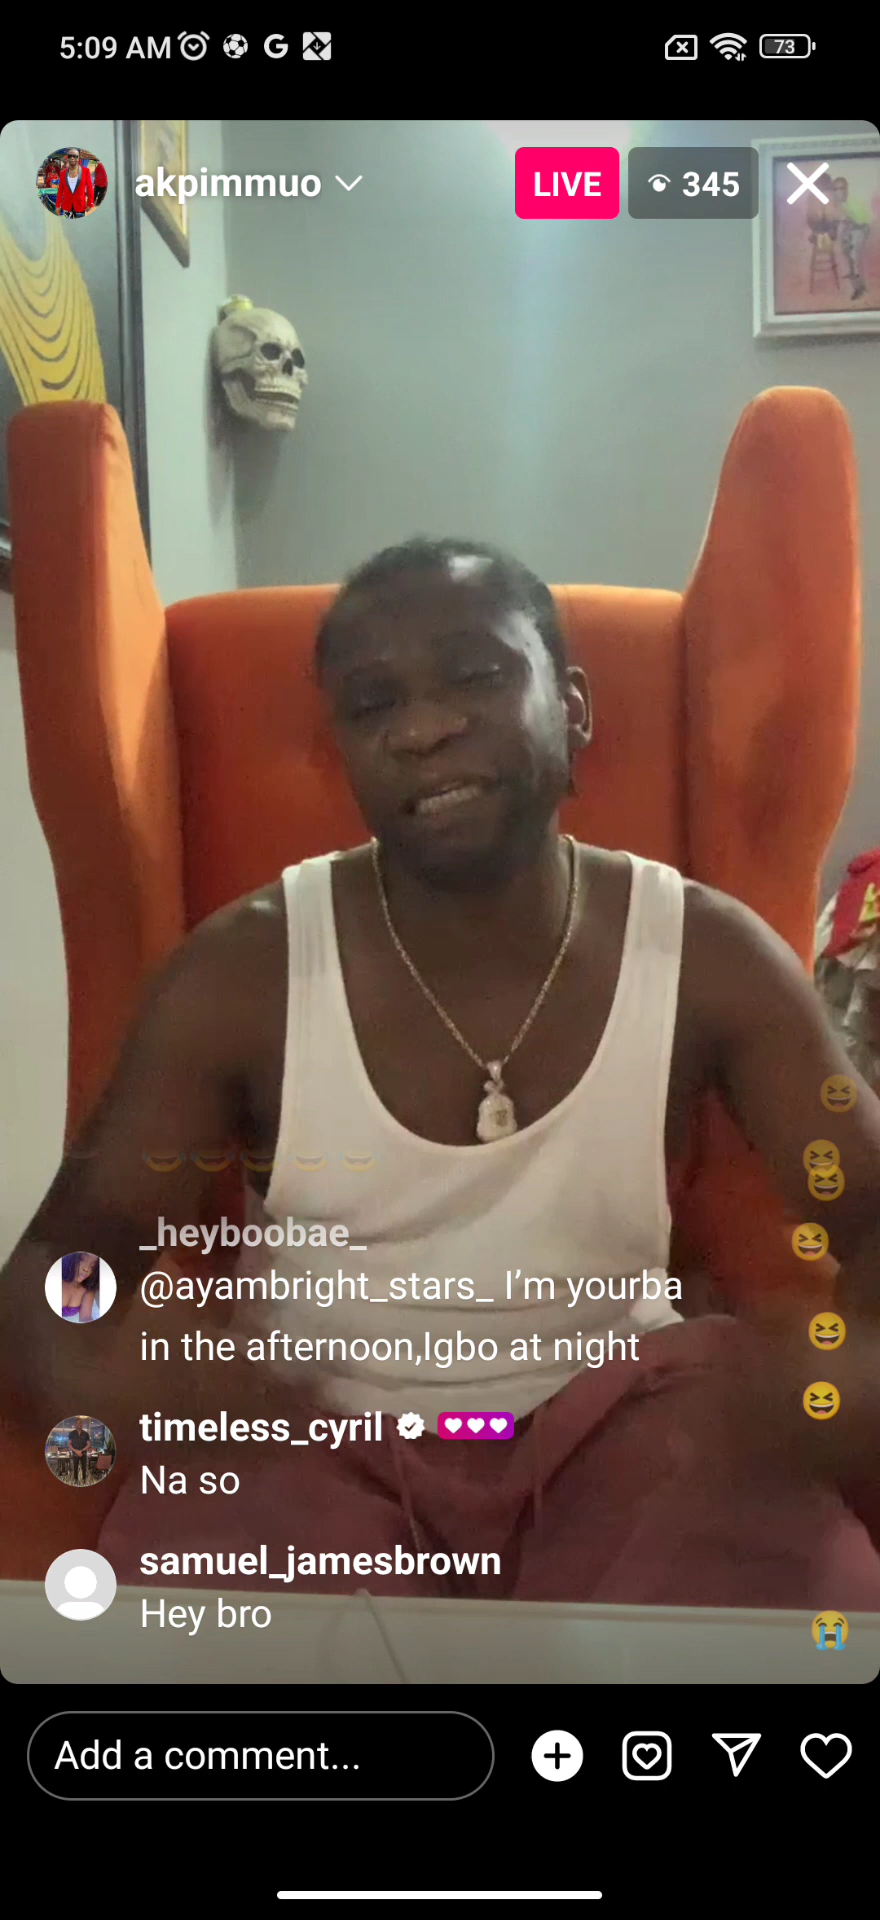 5:09 AM
73
akpimmuo
LIVE
345
_heyboobae_
@ayambright_stars_ I’m yourba
in the afternoon,Igbo at night
timeless_cyril
Na so
samuel_jamesbrown
Hey bro
Add a comment...